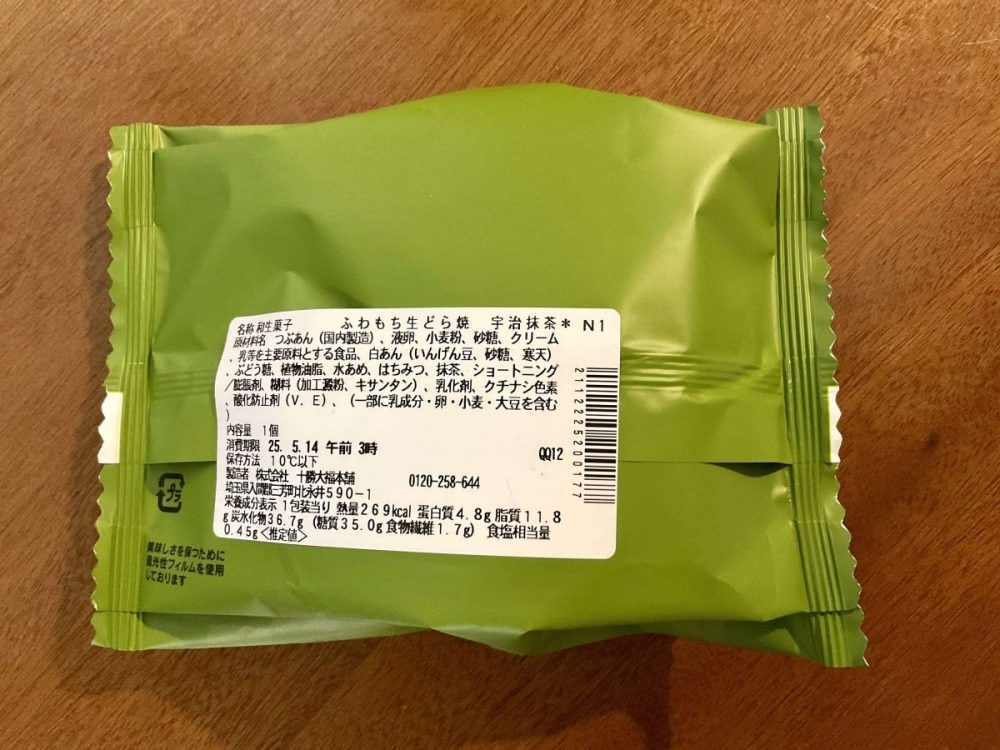 名称 和生菓子 ふわもち生どら焼 宇治抹茶* N1
原材料名 つぶあん（国内製造）、液卵、小麦粉、砂糖、クリーム
、乳等を主要原料とする食品、白あん（いんげん豆、砂糖、寒天）
、ぶどう糖、植物油脂、水あめ、はちみつ、抹茶、ショートニング
／膨脹剤、糊料（加工澱粉、キサンタン）、乳化剤、クチナシ色素
、酸化防止剤（V．E）、（一部に乳成分・卵・小麦・大豆を含む
）
内容量 1個
消費期限 25. 5.14 午前 3時 QQ12
保存方法 10℃以下
製造者 株式会社 十勝大福本舗 0120-258-644
埼玉県入間郡三芳町北永井590-1
栄養成分表示 1包装当り 熱量269kcal 蛋白質4.8g 脂質11.8
g 炭水化物36.7g （糖質35.0g 食物繊維1.7g） 食塩相当量
0.45g<推定値>
2112225200177
プラ
美味しさを保つために
遮光性フィルムを使用
しております